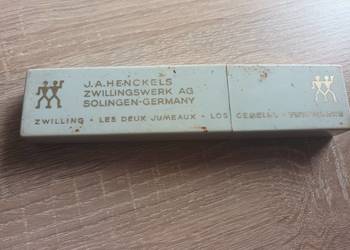 J.A.HENCKELS
ZWILLINGSWERK AG
SOLINGEN-GERMANY
ZWILLING • LES DEUX JUMEAUX • LOS